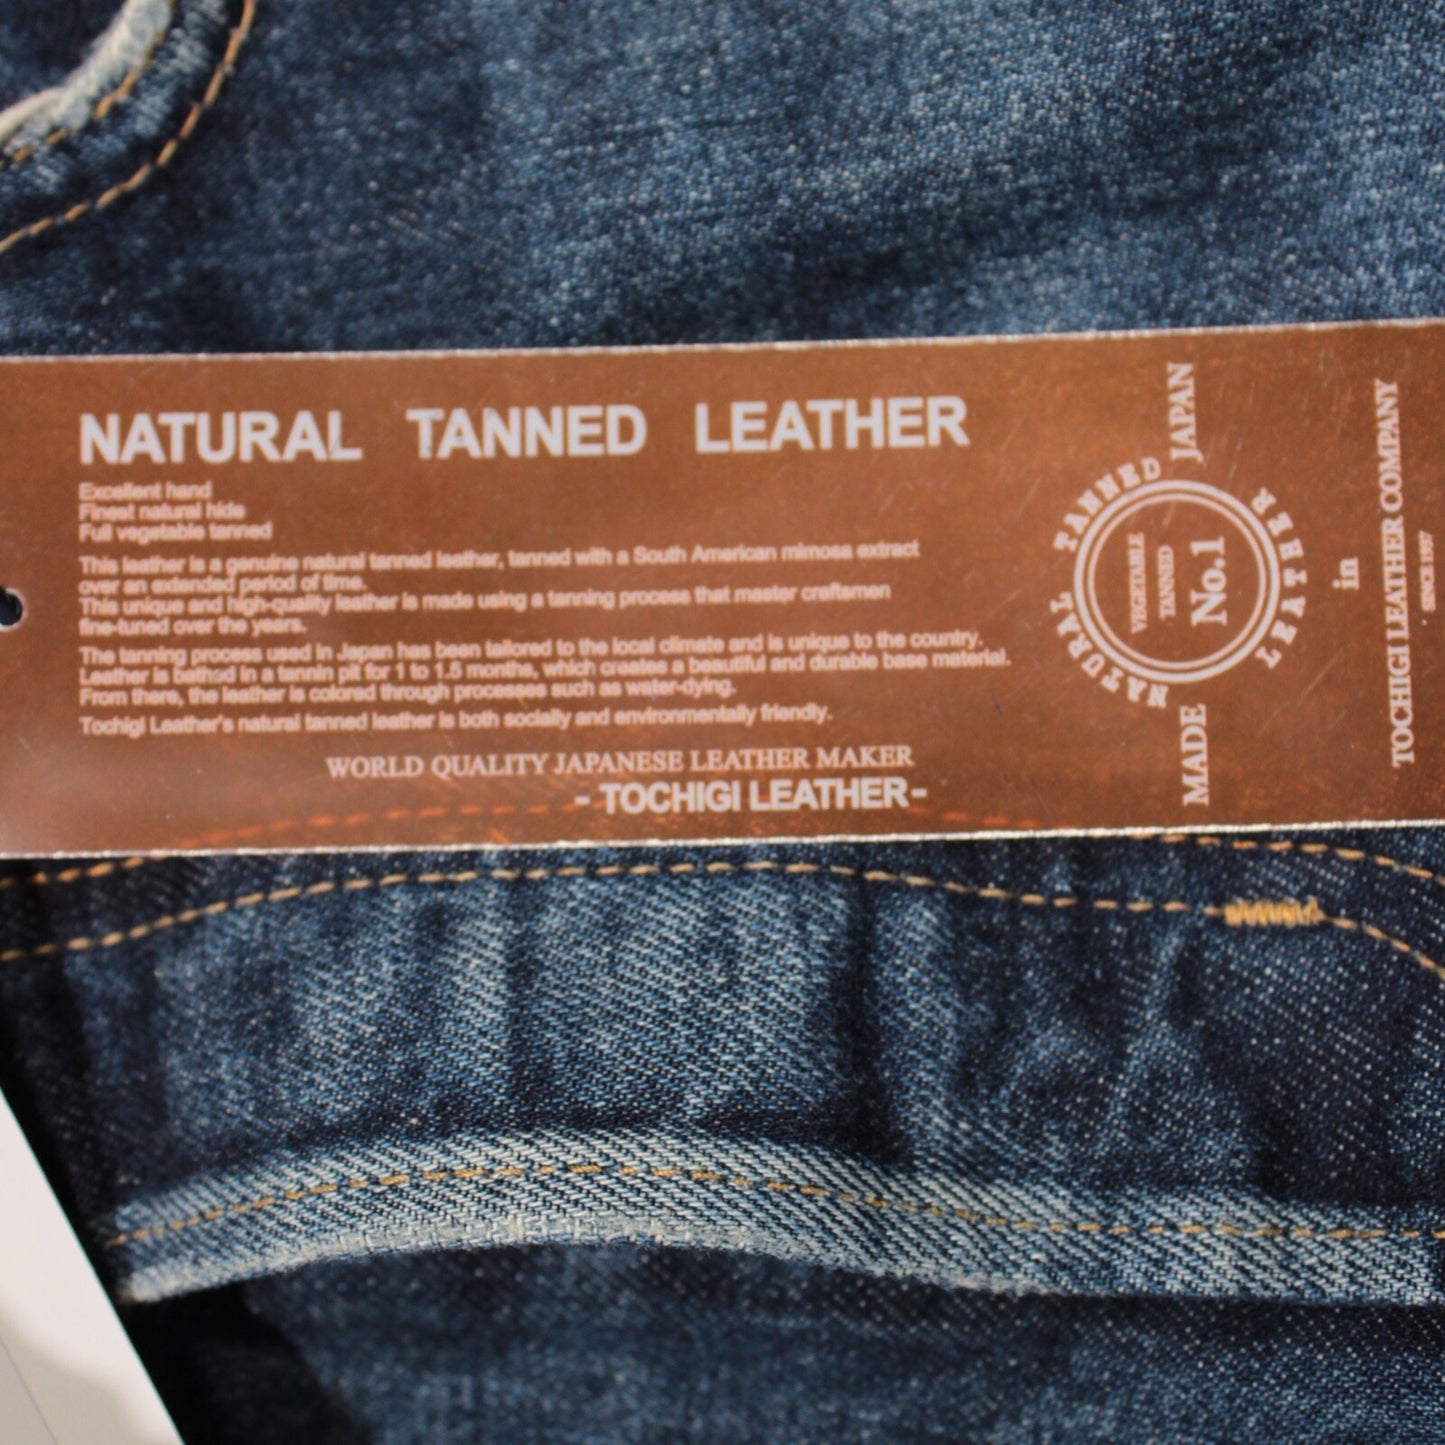 NATURAL TANNED LEATHER
Excellent hand
Finest natural hide
Full vegetable tanned
This leather is a genuine natural tanned leather, tanned with a South American mimosa extract
over an extended period of time.
This unique and high-quality leather is made using a tanning process that master craftsmen
fine-tuned over the years.
The tanning process used in Japan has been tailored to the local climate and is unique to the country.
Leather is bathed in a tannin pit for 1 to 1.5 months, which creates a beautiful and durable base material.
From there, the leather is colored through processes such as water-dying.
Tochigi Leather's natural tanned leather is both socially and environmentally friendly.
WORLD QUALITY JAPANESE LEATHER MAKER
- TOCHIGI LEATHER-
NATURAL TANNED LEATHER
VEGETABLE
TANNED
No.1
MADE in JAPAN
TOCHIGI LEATHER COMPANY
SINCE 1937